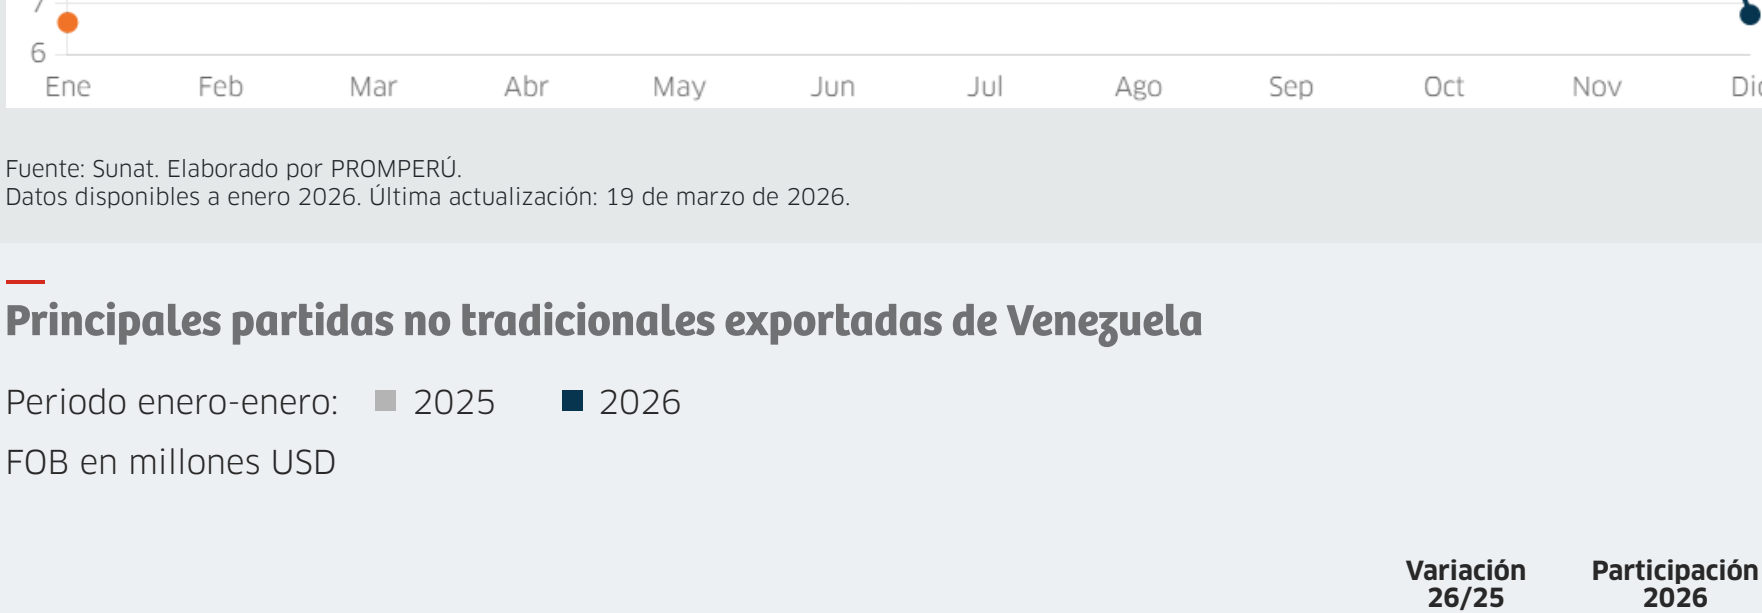 7
6
Ene Feb Mar Abr May Jun Jul Ago Sep Oct Nov
Fuente: Sunat. Elaborado por PROMPERÚ.
Datos disponibles a enero 2026. Última actualización: 19 de marzo de 2026.
Principales partidas no tradicionales exportadas de Venezuela
Periodo enero-enero: 2025 2026
FOB en millones USD
Variación Participación
26/25 2026